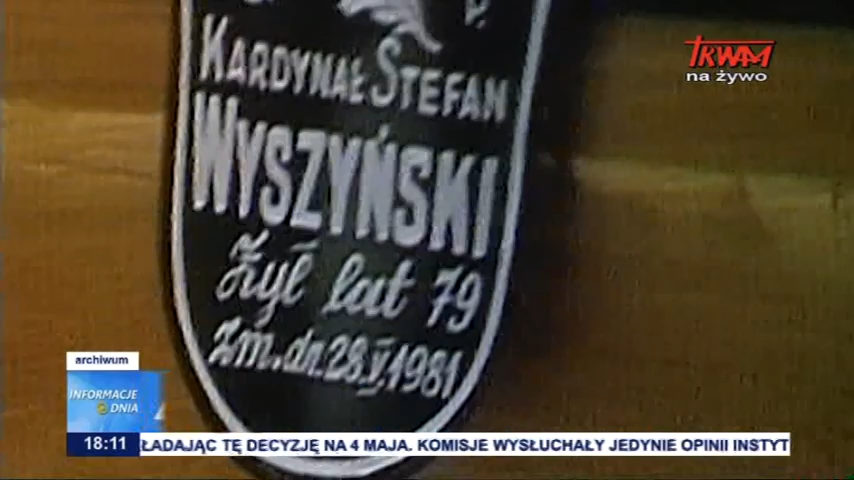 Ś. P.
KARDYNAŁ STEFAN
WYSZYŃSKI
Żył lat 79
Zm. dn. 28.V.1981
TRWAM
na żywo
archiwum
INFORMACJE
DNIA
18:11 ŁADAJĄC TĘ DECYZJĘ NA 4 MAJA. KOMISJE WYSŁUCHAŁY JEDYNIE OPINII INSTYT